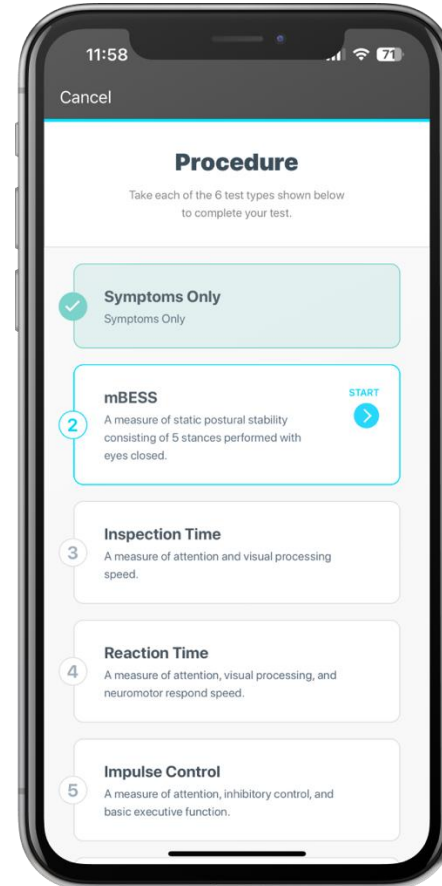 11:58
71
Cancel
Procedure
Take each of the 6 test types shown below
to complete your test.
Symptoms Only
Symptoms Only
2
mBESS
START
A measure of static postural stability
consisting of 5 stances performed with
eyes closed.
3
Inspection Time
A measure of attention and visual processing
speed.
4
Reaction Time
A measure of attention, visual processing, and
neuromotor respond speed.
5
Impulse Control
A measure of attention, inhibitory control, and
basic executive function.